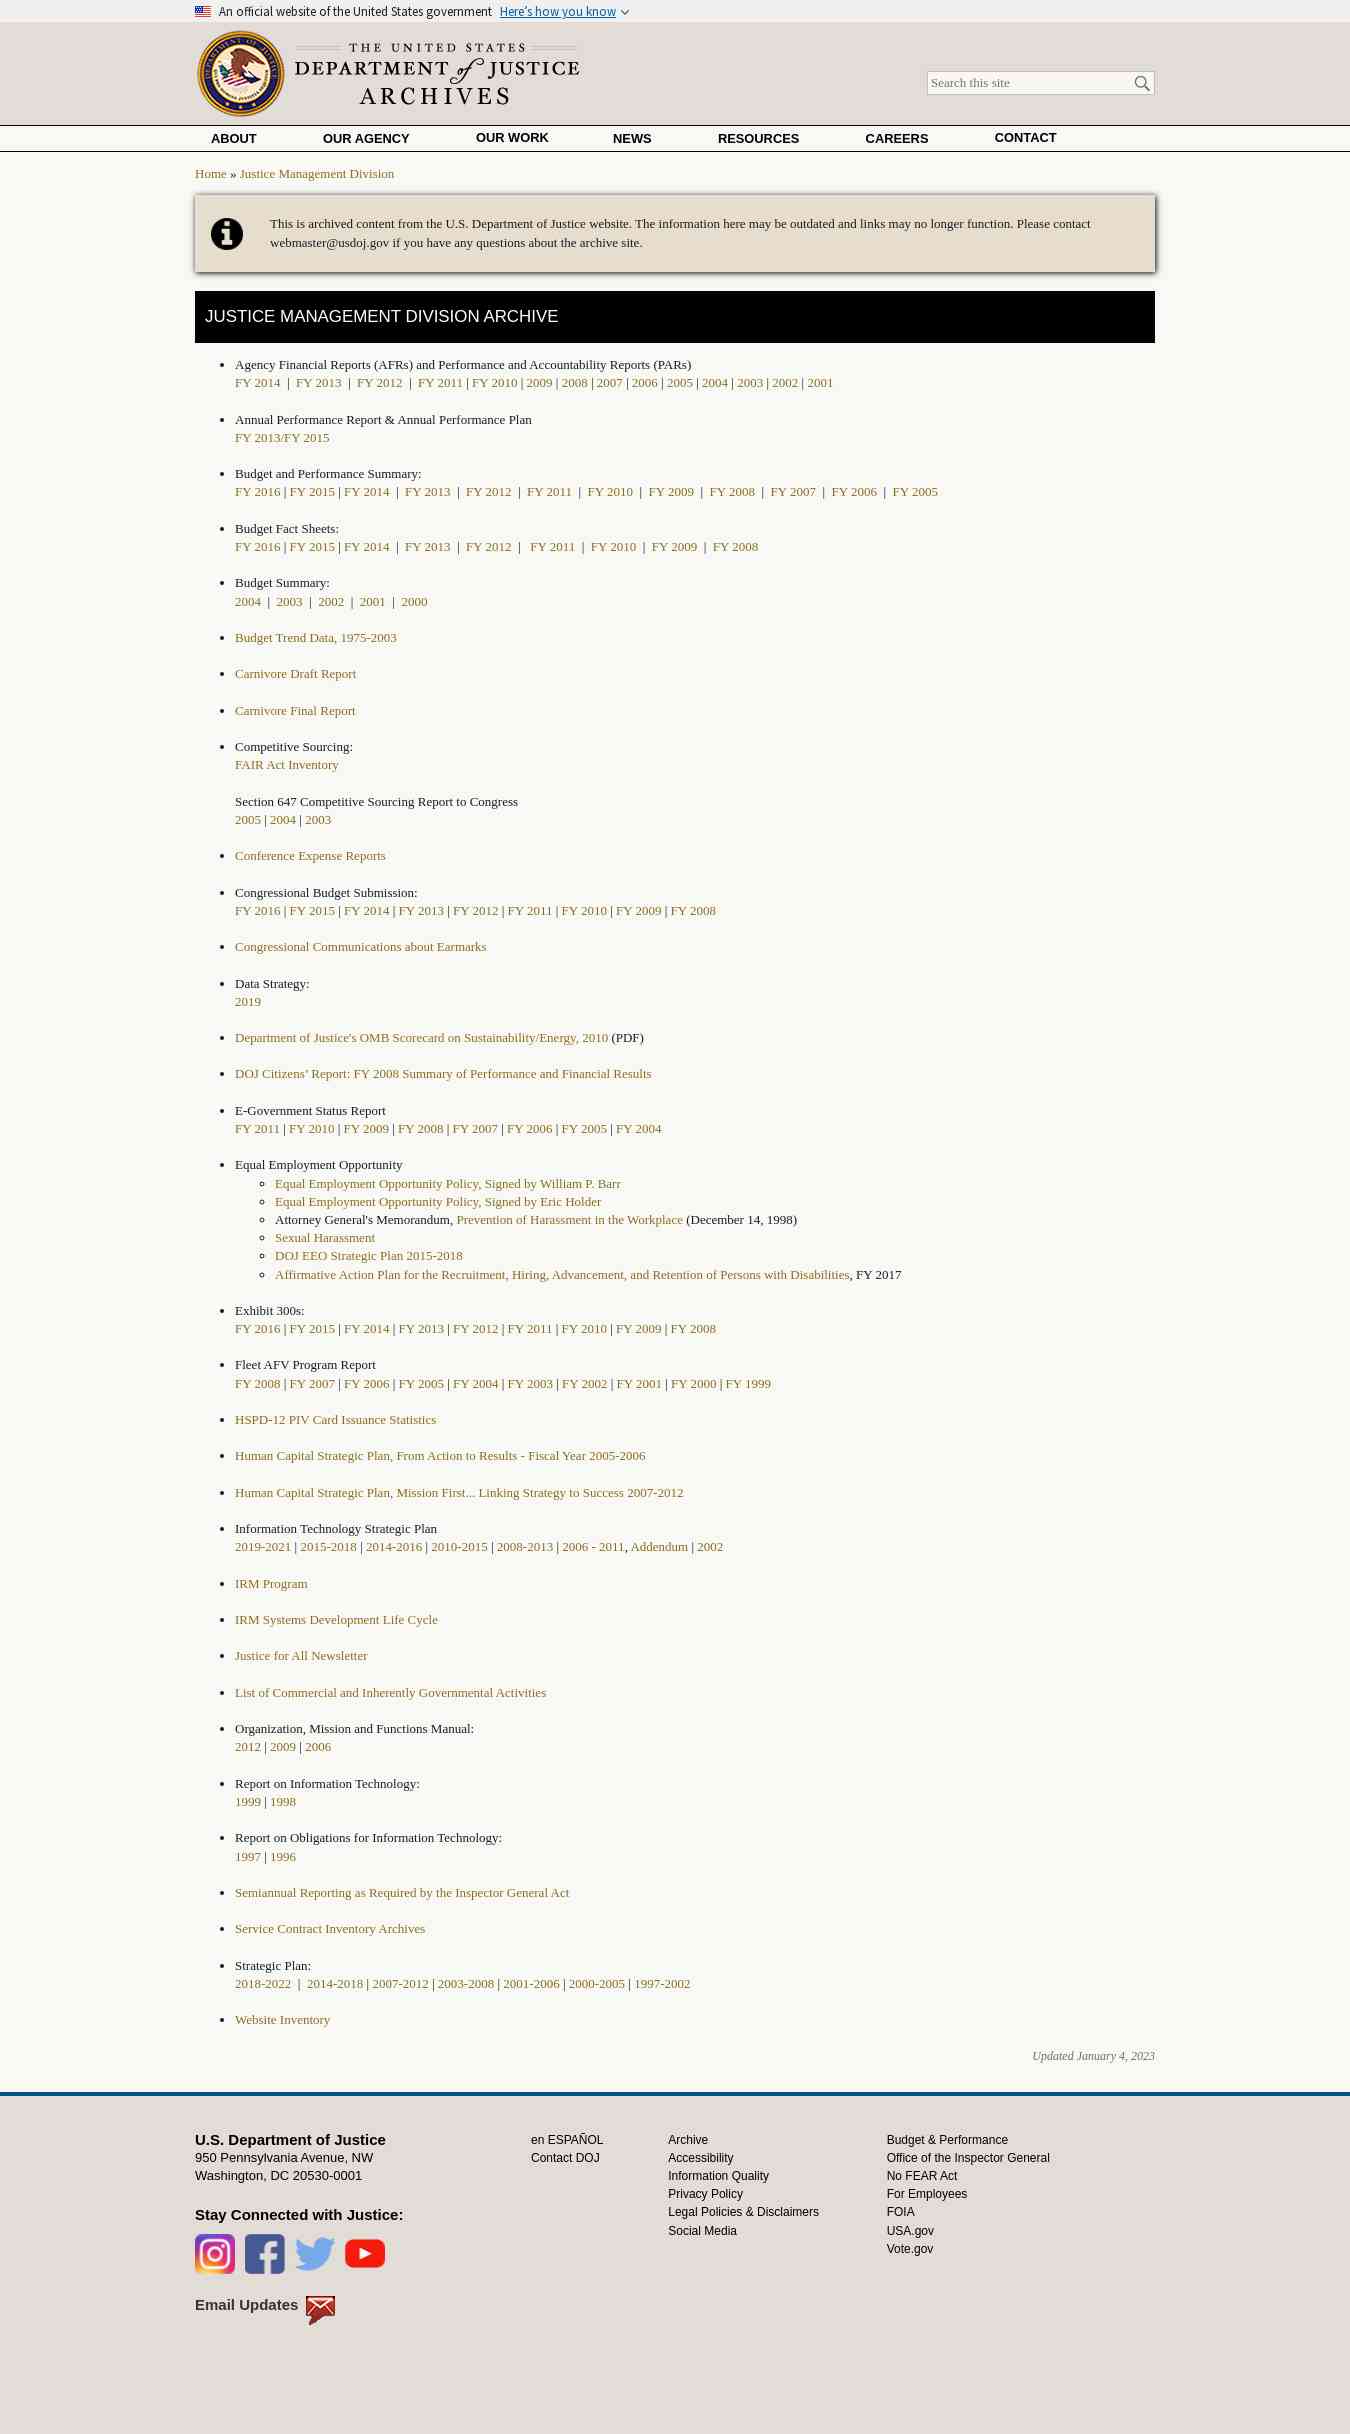 An official website of the United States government Here's how you know
THE UNITED STATES
DEPARTMENT of JUSTICE
ARCHIVES
Search this site
ABOUT OUR AGENCY OUR WORK NEWS RESOURCES CAREERS CONTACT
Home » Justice Management Division
This is archived content from the U.S. Department of Justice website. The information here may be outdated and links may no longer function. Please contact
webmaster@usdoj.gov if you have any questions about the archive site.
JUSTICE MANAGEMENT DIVISION ARCHIVE
• Agency Financial Reports (AFRs) and Performance and Accountability Reports (PARs)
FY 2014 | FY 2013 | FY 2012 | FY 2011 | FY 2010 | 2009 | 2008 | 2007 | 2006 | 2005 | 2004 | 2003 | 2002 | 2001
• Annual Performance Report & Annual Performance Plan
FY 2013/FY 2015
• Budget and Performance Summary:
FY 2016 | FY 2015 | FY 2014 | FY 2013 | FY 2012 | FY 2011 | FY 2010 | FY 2009 | FY 2008 | FY 2007 | FY 2006 | FY 2005
• Budget Fact Sheets:
FY 2016 | FY 2015 | FY 2014 | FY 2013 | FY 2012 | FY 2011 | FY 2010 | FY 2009 | FY 2008
• Budget Summary:
2004 | 2003 | 2002 | 2001 | 2000
• Budget Trend Data, 1975-2003
• Carnivore Draft Report
• Carnivore Final Report
• Competitive Sourcing:
FAIR Act Inventory
Section 647 Competitive Sourcing Report to Congress
2005 | 2004 | 2003
• Conference Expense Reports
• Congressional Budget Submission:
FY 2016 | FY 2015 | FY 2014 | FY 2013 | FY 2012 | FY 2011 | FY 2010 | FY 2009 | FY 2008
• Congressional Communications about Earmarks
• Data Strategy:
2019
• Department of Justice's OMB Scorecard on Sustainability/Energy, 2010 (PDF)
• DOJ Citizens' Report: FY 2008 Summary of Performance and Financial Results
• E-Government Status Report
FY 2011 | FY 2010 | FY 2009 | FY 2008 | FY 2007 | FY 2006 | FY 2005 | FY 2004
• Equal Employment Opportunity
◦ Equal Employment Opportunity Policy, Signed by William P. Barr
◦ Equal Employment Opportunity Policy, Signed by Eric Holder
◦ Attorney General's Memorandum, Prevention of Harassment in the Workplace (December 14, 1998)
◦ Sexual Harassment
◦ DOJ EEO Strategic Plan 2015-2018
◦ Affirmative Action Plan for the Recruitment, Hiring, Advancement, and Retention of Persons with Disabilities, FY 2017
• Exhibit 300s:
FY 2016 | FY 2015 | FY 2014 | FY 2013 | FY 2012 | FY 2011 | FY 2010 | FY 2009 | FY 2008
• Fleet AFV Program Report
FY 2008 | FY 2007 | FY 2006 | FY 2005 | FY 2004 | FY 2003 | FY 2002 | FY 2001 | FY 2000 | FY 1999
• HSPD-12 PIV Card Issuance Statistics
• Human Capital Strategic Plan, From Action to Results - Fiscal Year 2005-2006
• Human Capital Strategic Plan, Mission First... Linking Strategy to Success 2007-2012
• Information Technology Strategic Plan
2019-2021 | 2015-2018 | 2014-2016 | 2010-2015 | 2008-2013 | 2006 - 2011, Addendum | 2002
• IRM Program
• IRM Systems Development Life Cycle
• Justice for All Newsletter
• List of Commercial and Inherently Governmental Activities
• Organization, Mission and Functions Manual:
2012 | 2009 | 2006
• Report on Information Technology:
1999 | 1998
• Report on Obligations for Information Technology:
1997 | 1996
• Semiannual Reporting as Required by the Inspector General Act
• Service Contract Inventory Archives
• Strategic Plan:
2018-2022 | 2014-2018 | 2007-2012 | 2003-2008 | 2001-2006 | 2000-2005 | 1997-2002
• Website Inventory
Updated January 4, 2023
U.S. Department of Justice
950 Pennsylvania Avenue, NW
Washington, DC 20530-0001
Stay Connected with Justice:
Email Updates
en ESPAÑOL
Contact DOJ
Archive
Accessibility
Information Quality
Privacy Policy
Legal Policies & Disclaimers
Social Media
Budget & Performance
Office of the Inspector General
No FEAR Act
For Employees
FOIA
USA.gov
Vote.gov